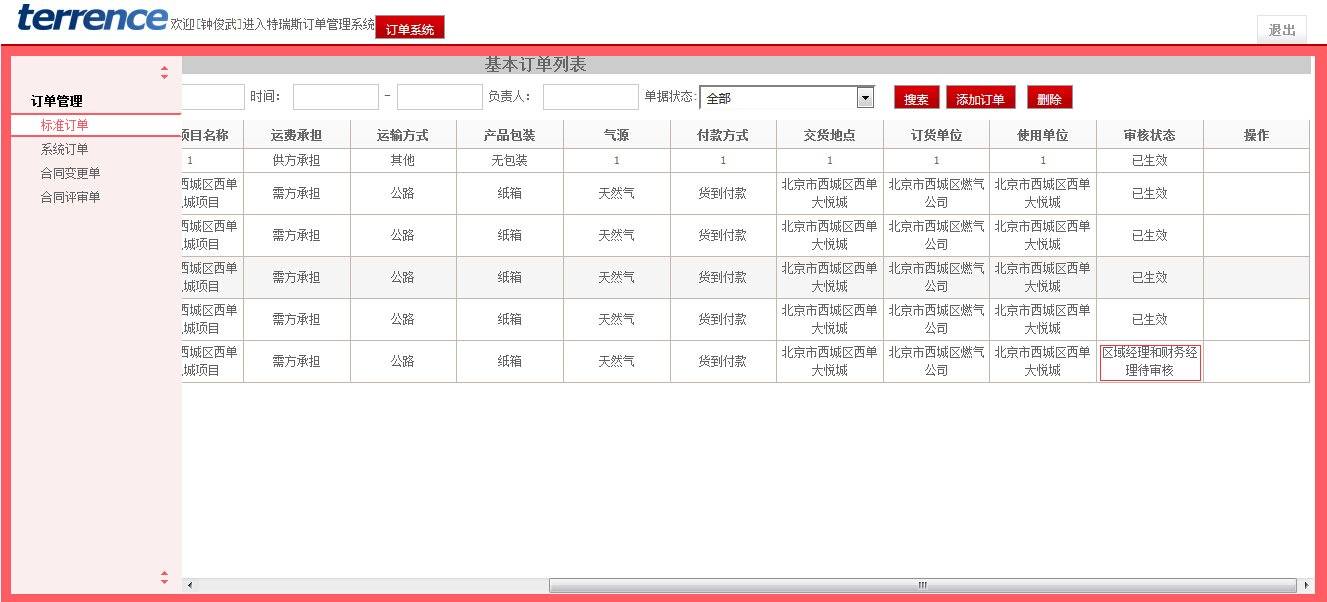 terrence 欢迎[钟俊武]进入特瑞斯订单管理系统 订单系统 退出
基本订单列表
时间: - 负责人: 单据状态: 全部 搜索 添加订单 删除
订单管理
标准订单
系统订单
合同变更单
合同评审单
项目名称 运费承担 运输方式 产品包装 气源 付款方式 交货地点 订货单位 使用单位 审核状态 操作
1 供方承担 其他 无包装 1 1 1 1 1 已生效
西城区西单 需方承担 公路 纸箱 天然气 货到付款 北京市西城区西单 北京市西城区燃气 北京市西城区西单 已生效
城项目 大悦城 公司 大悦城
西城区西单 需方承担 公路 纸箱 天然气 货到付款 北京市西城区西单 北京市西城区燃气 北京市西城区西单 已生效
城项目 大悦城 公司 大悦城
西城区西单 需方承担 公路 纸箱 天然气 货到付款 北京市西城区西单 北京市西城区燃气 北京市西城区西单 已生效
城项目 大悦城 公司 大悦城
西城区西单 需方承担 公路 纸箱 天然气 货到付款 北京市西城区西单 北京市西城区燃气 北京市西城区西单 已生效
城项目 大悦城 公司 大悦城
西城区西单 需方承担 公路 纸箱 天然气 货到付款 北京市西城区西单 北京市西城区燃气 北京市西城区西单 区域经理和财务经
城项目 大悦城 公司 大悦城 理待审核